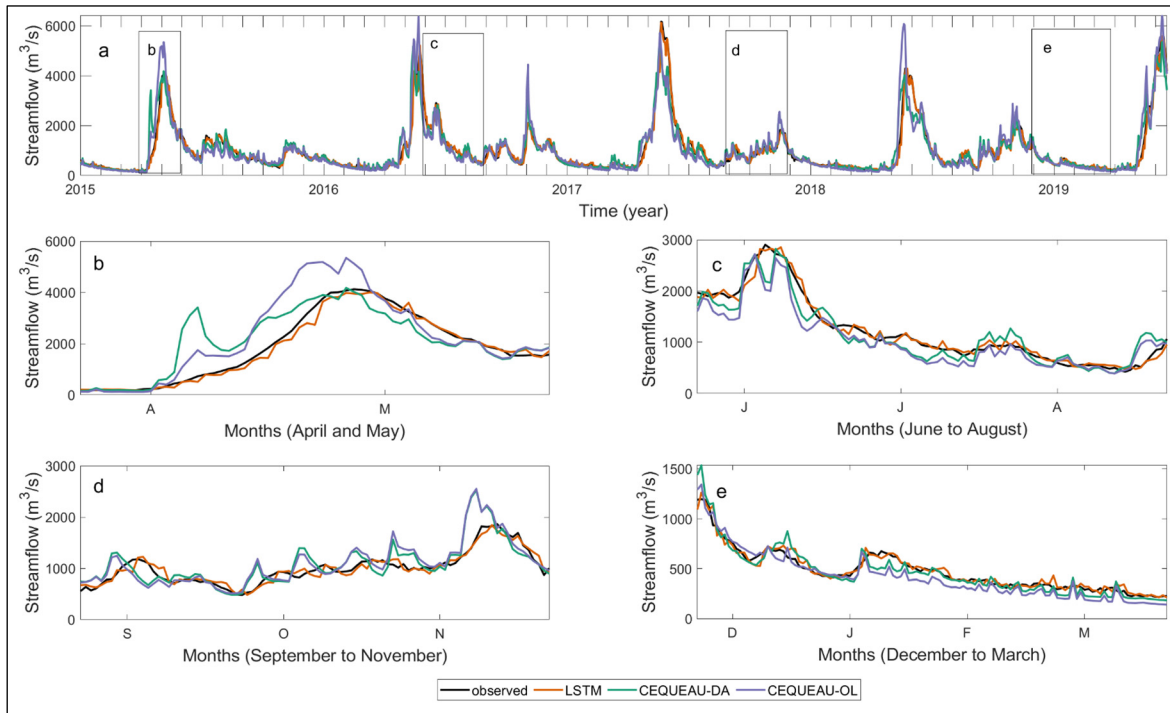 a
b
c
d
e
Streamflow (m³/s)
6000
4000
2000
0
2015
2016
2017
2018
2019
Time (year)
b
Streamflow (m³/s)
6000
4000
2000
0
A
M
Months (April and May)
c
Streamflow (m³/s)
3000
2000
1000
0
J
J
A
Months (June to August)
d
Streamflow (m³/s)
3000
2000
1000
0
S
O
N
Months (September to November)
e
Streamflow (m³/s)
1500
1000
500
0
D
J
F
M
Months (December to March)
observed LSTM CEQUEAU-DA CEQUEAU-OL